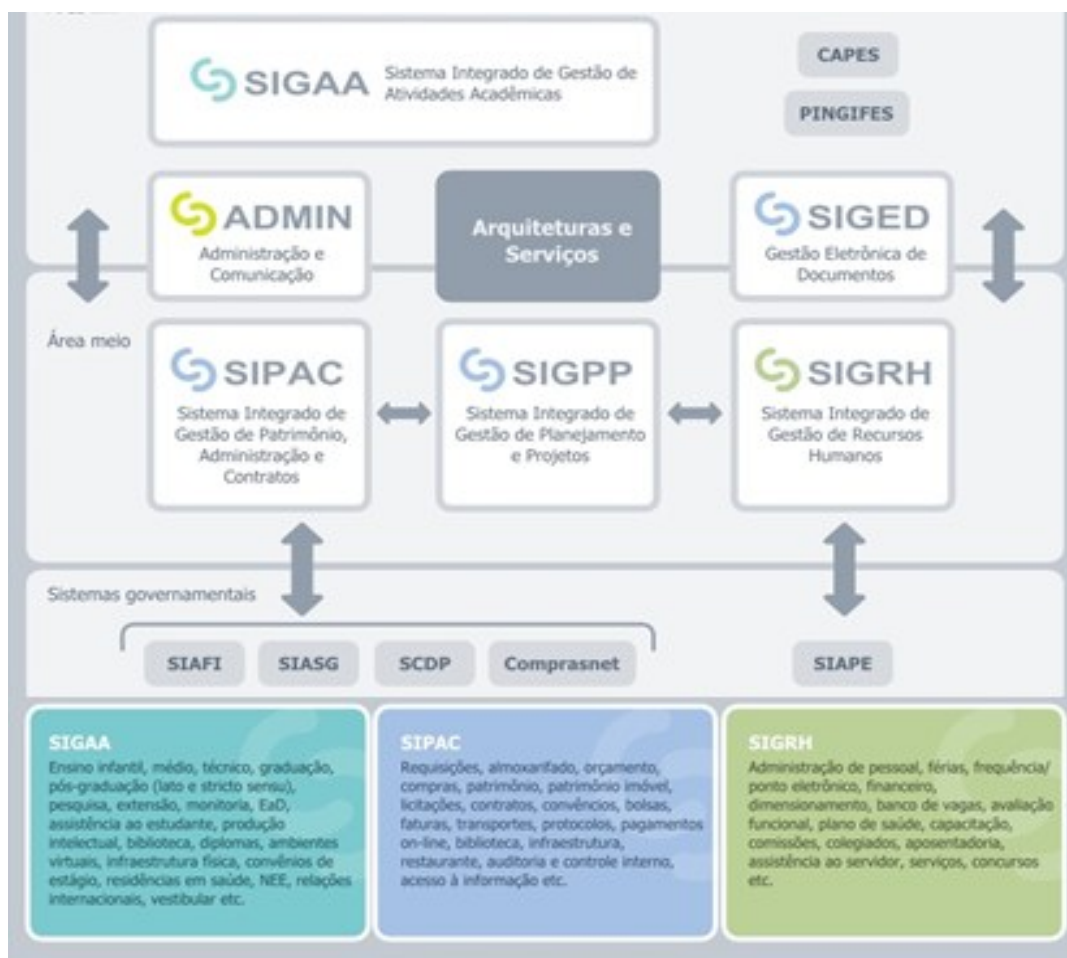 SIGAA
Sistema Integrado de Gestão de
Atividades Acadêmicas
CAPES
PINGIFES
ADMIN
Administração e
Comunicação
Arquiteturas e
Serviços
SIGED
Gestão Eletrônica de
Documentos
Área meio
SIPAC
Sistema Integrado de
Gestão de Patrimônio,
Administração e
Contratos
SIGPP
Sistema Integrado de
Gestão de Planejamento
e Projetos
SIGRH
Sistema Integrado de
Gestão de Recursos
Humanos
Sistemas governamentais
SIAFI
SIASG
SCDP
Comprasnet
SIAPE
SIGAA
Ensino infantil, médio, técnico, graduação,
pós-graduação (lato e stricto sensu),
pesquisa, extensão, monitoria, EaD,
assistência ao estudante, produção
intelectual, biblioteca, diplomas, ambientes
virtuais, infraestrutura física, convênios de
estágio, residências em saúde, NEE, relações
internacionais, vestibular etc.
SIPAC
Requisições, almoxarifado, orçamento,
compras, patrimônio, patrimônio imóvel,
licitações, contratos, convêncios, bolsas,
faturas, transportes, protocolos, pagamentos
on-line, biblioteca, infraestrutura,
restaurante, auditoria e controle interno,
acesso à informação etc.
SIGRH
Administração de pessoal, férias, frequência/
ponto eletrônico, financeiro,
dimensionamento, banco de vagas, avaliação
funcional, plano de saúde, capacitação,
comissões, colegiados, aposentadoria,
assistência ao servidor, serviços, concursos
etc.